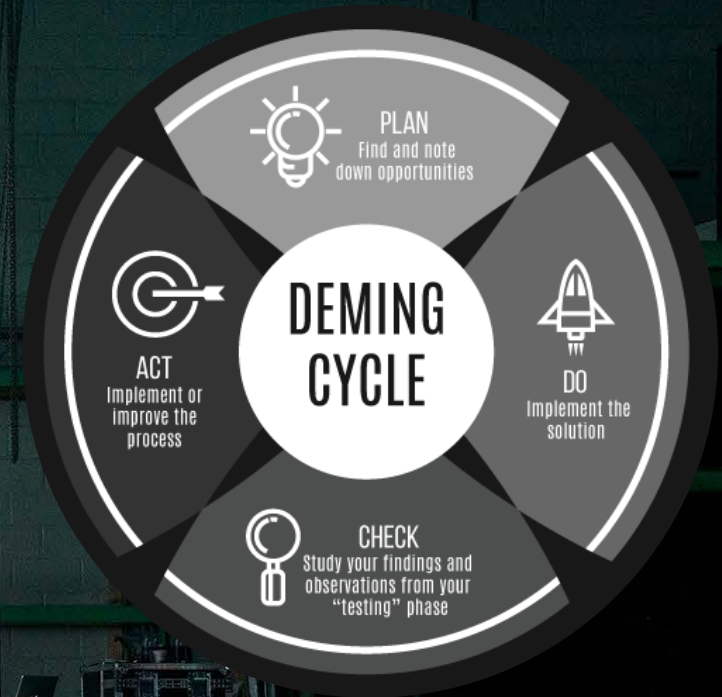 PLAN
Find and note
down opportunities
DEMING
CYCLE
ACT
Implement or
improve the
process
DO
Implement the
solution
CHECK
Study your findings and
observations from your
“testing” phase